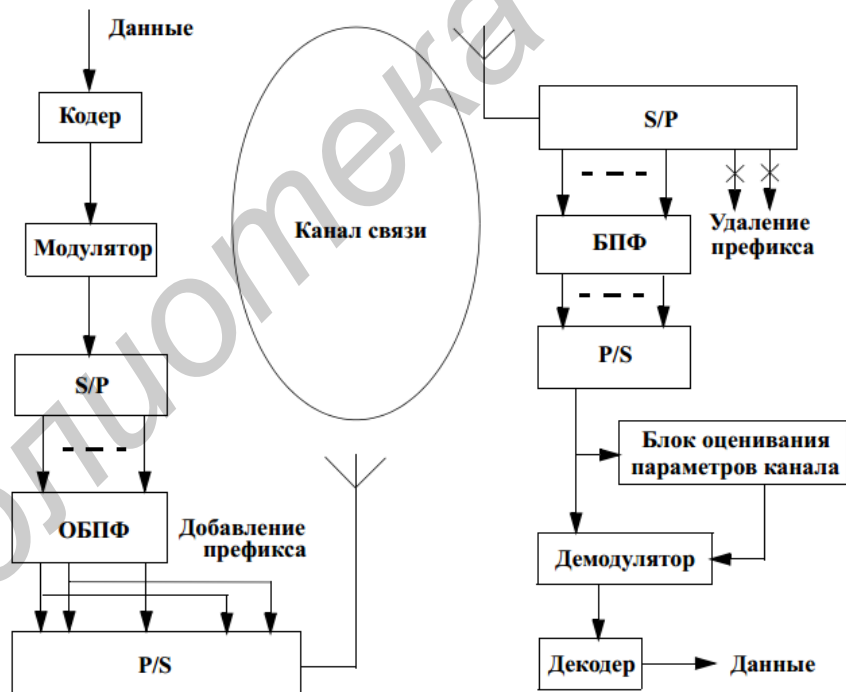 Данные
Кодер
Модулятор
S/P
ОБПФ
Добавление
префикса
P/S
Канал связи
S/P
Удаление
префикса
БПФ
P/S
Блок оценивания
параметров канала
Демодулятор
Декодер
Данные